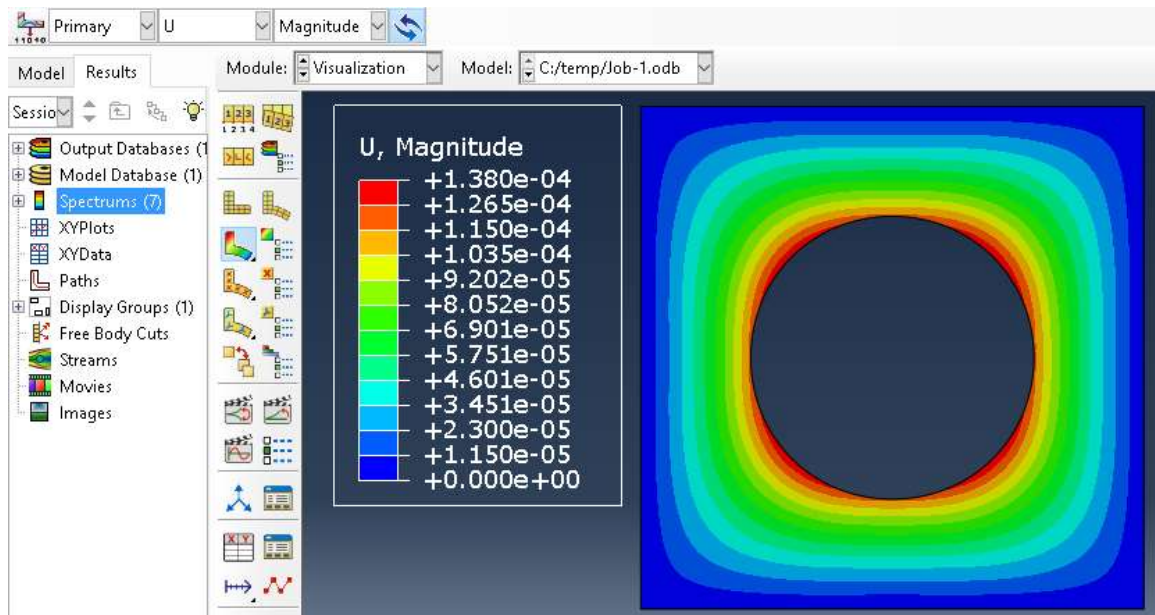 Primary U Magnitude
Model Results Module: Visualization Model: C:/temp/Job-1.odb
Sessio
Output Databases (1
Model Database (1)
Spectrums (7)
XYPlots
XYData
Paths
Display Groups (1)
Free Body Cuts
Streams
Movies
Images
U, Magnitude
+1.380e-04
+1.265e-04
+1.150e-04
+1.035e-04
+9.202e-05
+8.052e-05
+6.901e-05
+5.751e-05
+4.601e-05
+3.451e-05
+2.300e-05
+1.150e-05
+0.000e+00